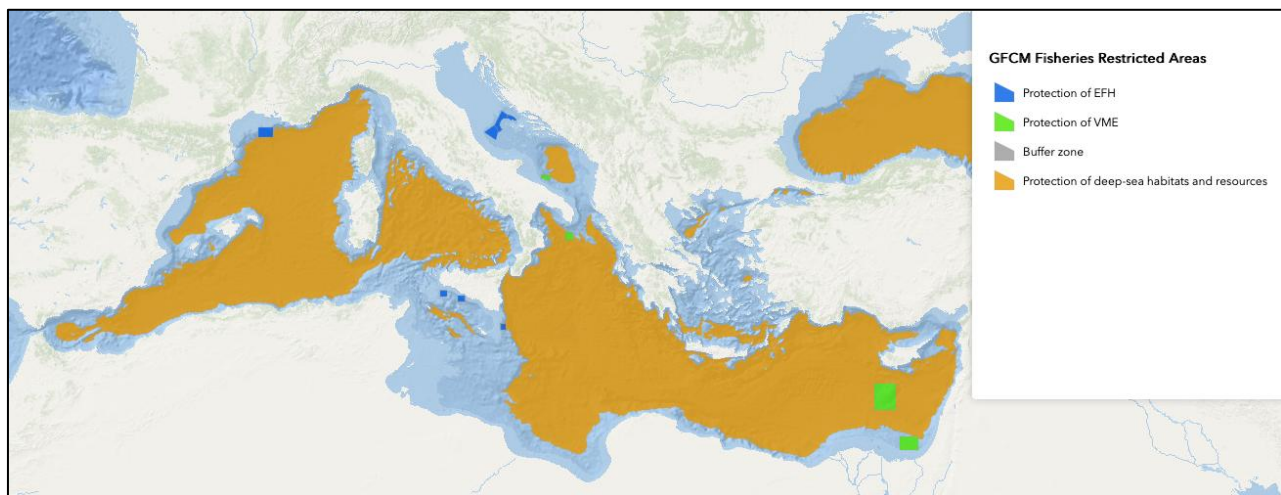 GFCM Fisheries Restricted Areas
Protection of EFH
Protection of VME
Buffer zone
Protection of deep-sea habitats and resources